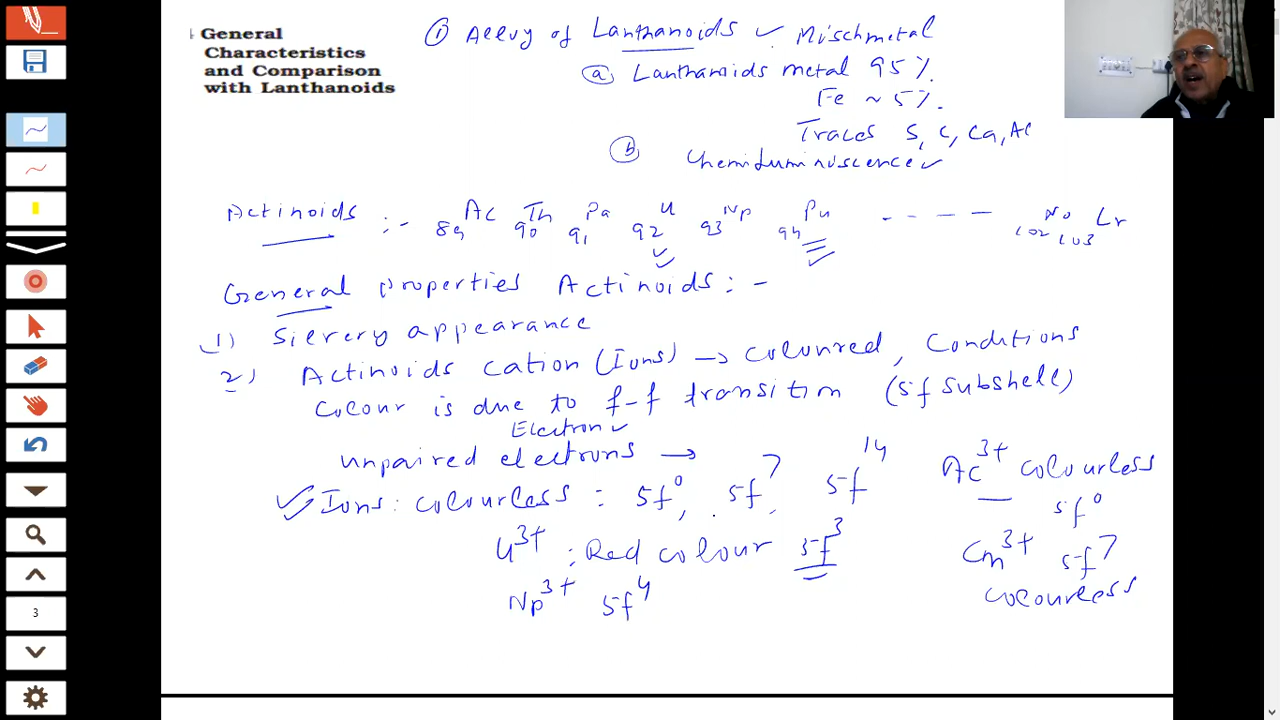 General
Characteristics
and Comparison
with Lanthanoids
① Alloy of Lanthanoids ✓ Mischmetal
ⓐ Lanthanoids metal 95%.
Fe ~ 5%.
Traces S, C, Ca, Al
ⓑ Chemiluminuscence ✓
Actinoids :- 89Ac 90Th 91Pa 92U 93Np 94Pu ------ 102No 103Lr
General properties Actinoids :-
1) Silvery appearance
2) Actinoids cation (Ions) → coloured, Conditions
Colour is due to f-f transition (5f subshell)
Electron ✓
unpaired electrons →
Ions: colourless : 5f⁰, 5f⁷, 5f¹⁴
Ac³⁺ colourless
5f⁰
U³⁺ : Red colour 5f³
Cm³⁺ 5f⁷
colourless
Np³⁺ 5f⁴
3